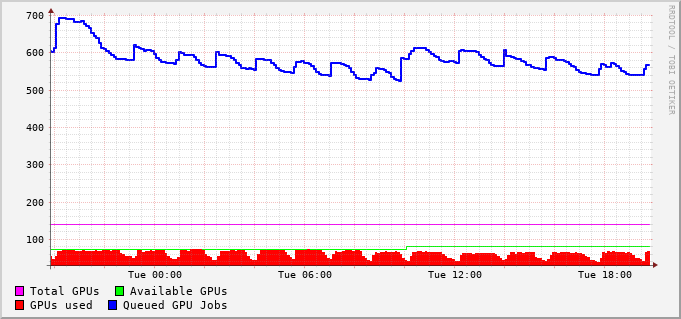 700
600
500
400
300
200
100
Tue 00:00 Tue 06:00 Tue 12:00 Tue 18:00
Total GPUs Available GPUs
GPUs used Queued GPU Jobs
RRDTOOL / TOBI OETIKER